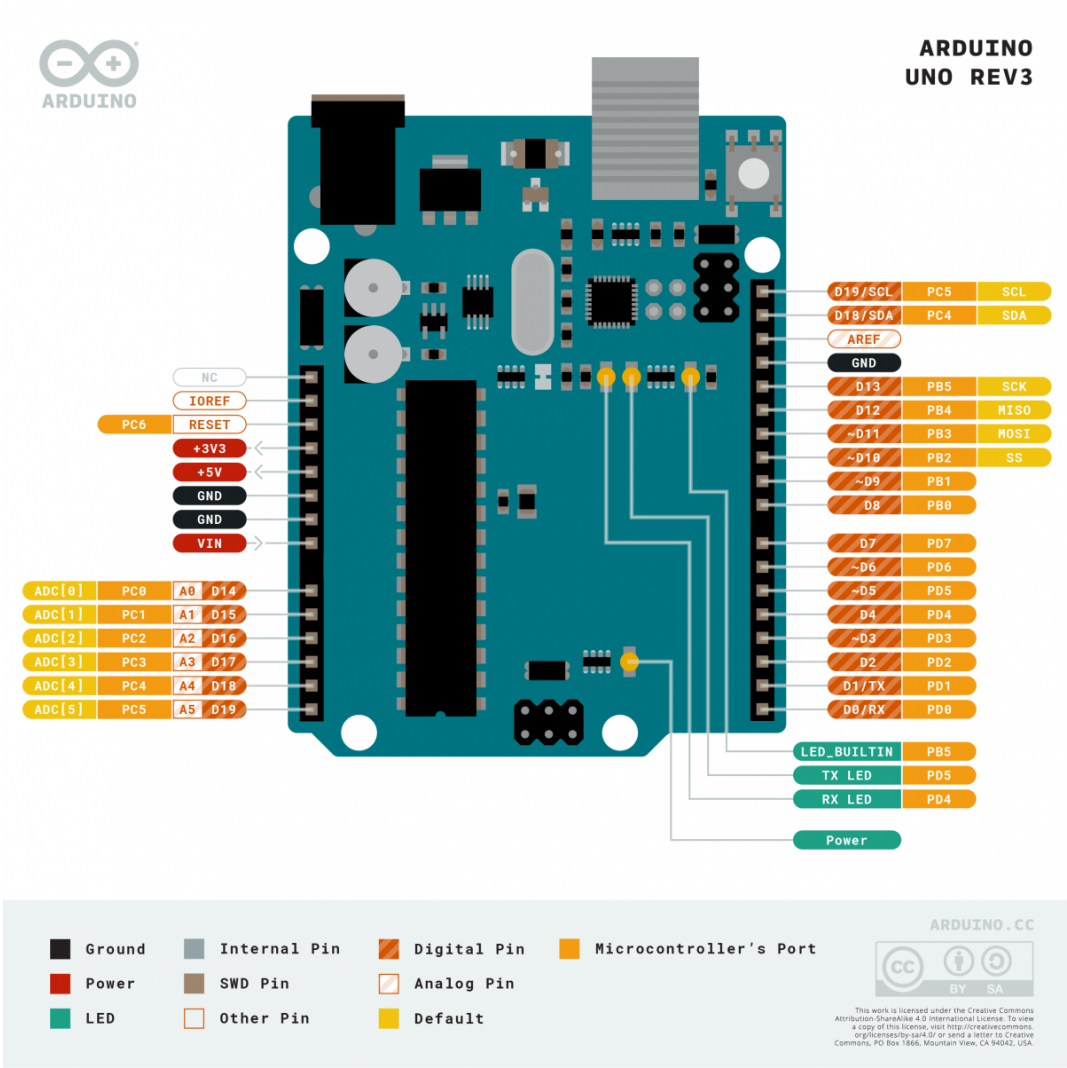 ARDUINO
UNO REV3
ARDUINO
NC
IOREF
PC6 RESET
+3V3
+5V
GND
GND
VIN
ADC[0] PC0 A0 D14
ADC[1] PC1 A1 D15
ADC[2] PC2 A2 D16
ADC[3] PC3 A3 D17
ADC[4] PC4 A4 D18
ADC[5] PC5 A5 D19
D19/SCL PC5 SCL
D18/SDA PC4 SDA
AREF
GND
D13 PB5 SCK
D12 PB4 MISO
~D11 PB3 MOSI
~D10 PB2 SS
~D9 PB1
D8 PB0
D7 PD7
~D6 PD6
~D5 PD5
D4 PD4
~D3 PD3
D2 PD2
D1/TX PD1
D0/RX PD0
LED_BUILTIN PB5
TX LED PD5
RX LED PD4
Power
Ground
Power
LED
Internal Pin
SWD Pin
Other Pin
Digital Pin
Analog Pin
Default
Microcontroller's Port
ARDUINO.CC
cc
BY SA
This work is licensed under the Creative Commons
Attribution-ShareAlike 4.0 International License. To view
a copy of this license, visit http://creativecommons.
org/licenses/by-sa/4.0/ or send a letter to Creative
Commons, PO Box 1866, Mountain View, CA 94042, USA.